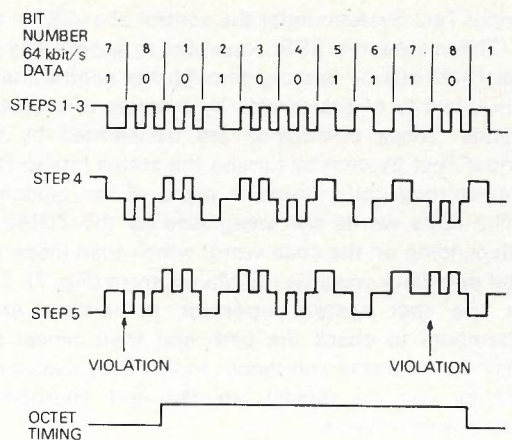 BIT
NUMBER 7 8 1 2 3 4 5 6 7 8 1
64 kbit/s
DATA 1 0 0 1 0 0 1 1 1 0 1
STEPS 1-3
STEP 4
STEP 5
VIOLATION VIOLATION
OCTET
TIMING